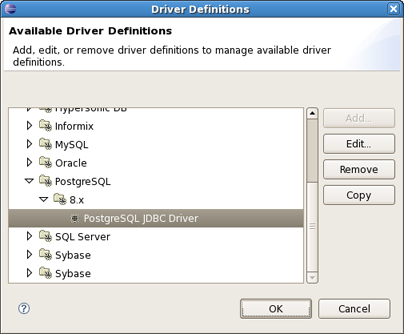 Driver Definitions
Available Driver Definitions
Add, edit, or remove driver definitions to manage available driver
definitions.
Hypersonic DB
Informix
MySQL
Oracle
PostgreSQL
8.x
PostgreSQL JDBC Driver
SQL Server
Sybase
Sybase
Add...
Edit...
Remove
Copy
?
OK
Cancel